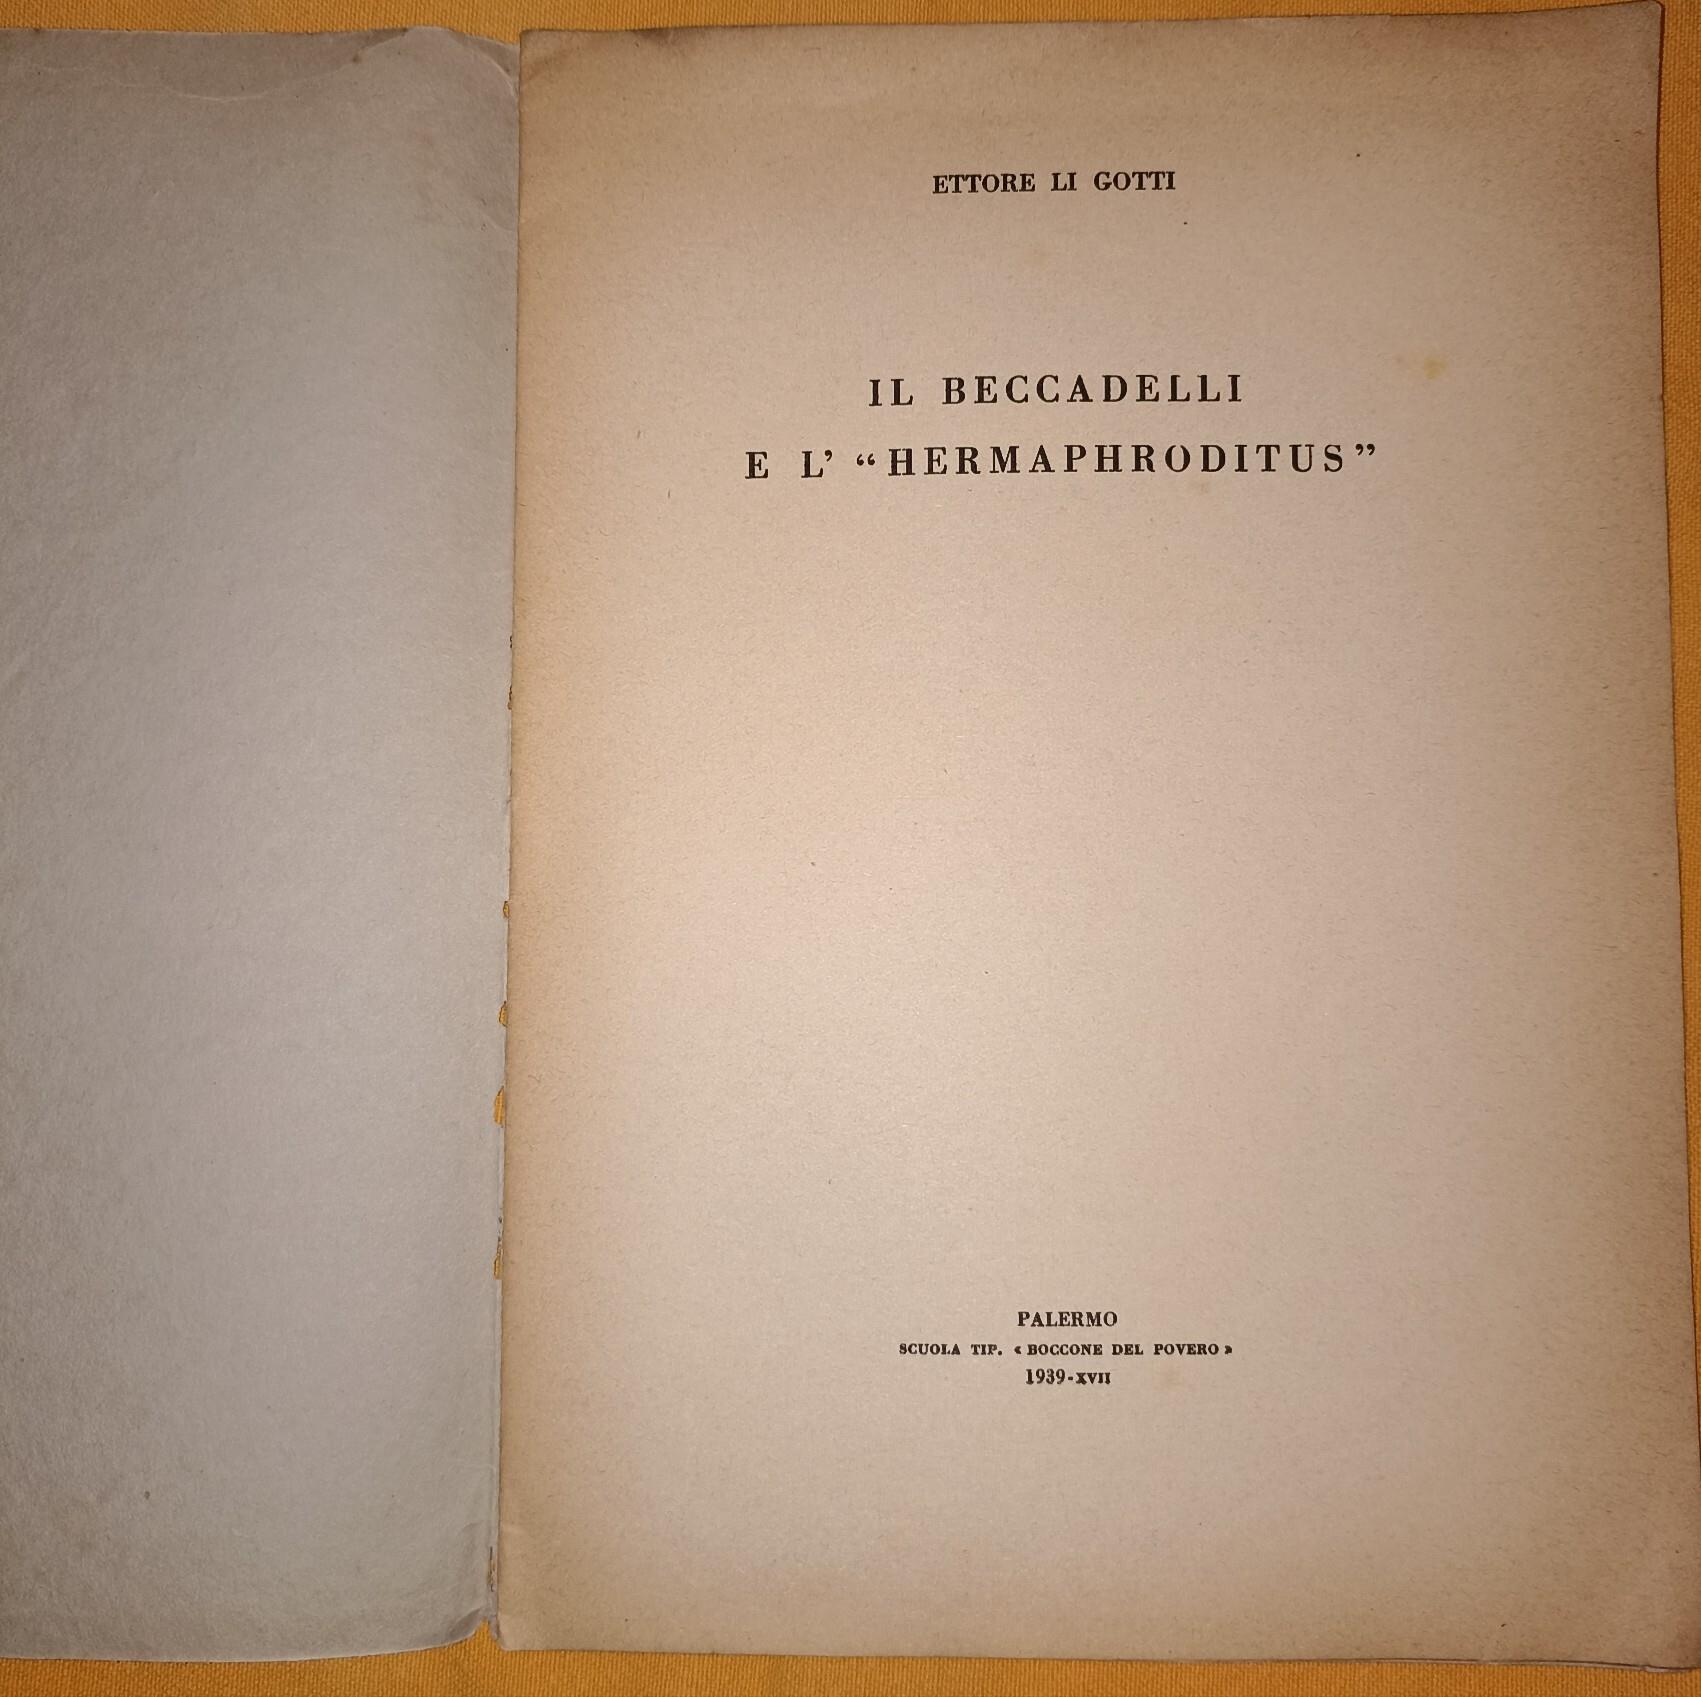 ETTORE LI GOTTI
IL BECCADELLI
E L' “HERMAPHRODITUS”
PALERMO
SCUOLA TIP. « BOCCONE DEL POVERO »
1939-XVII